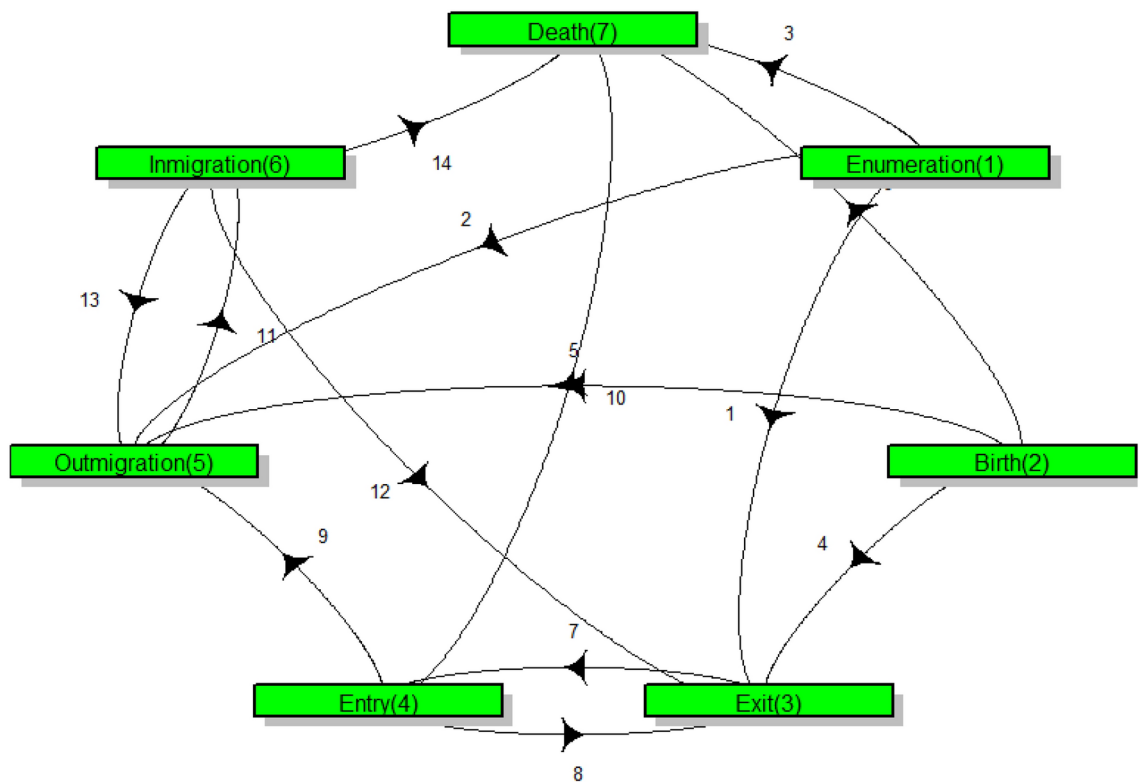 Death(7)
3
14
Inmigration(6)
Enumeration(1)
2
13
11
5
10
1
Outmigration(5)
Birth(2)
12
9
4
7
Entry(4)
Exit(3)
8